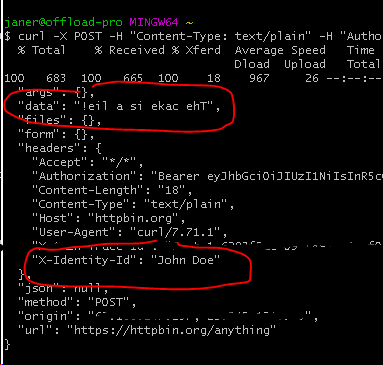 janer@offload-pro MINGW64 ~
$ curl -X POST -H "Content-Type: text/plain" -H "Autho
% Total % Received % Xferd Average Speed Time
Dload Upload Total
100 683 100 665 100 18 967 26 --:--:--
"args": {},
"data": "!eil a si ekac ehT",
"files": {},
"form": {},
"headers": {
"Accept": "*/*",
"Authorization": "Bearer eyJhbGciOiJIUzI1NiIsInR5c
"Content-Length": "18",
"Content-Type": "text/plain",
"Host": "httpbin.org",
"User-Agent": "curl/7.71.1",
"X-Identity-Id": "John Doe"
},
"json": null,
"method": "POST",
"origin":
"url": "https://httpbin.org/anything"
}